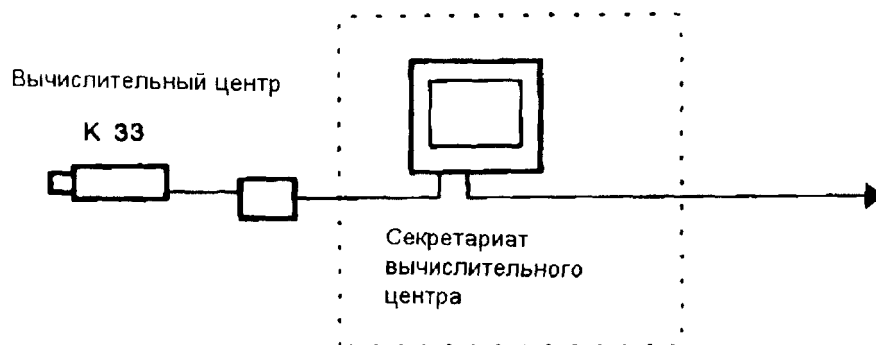 Вычислительный центр
К 33
Секретариат
вычислительного
центра